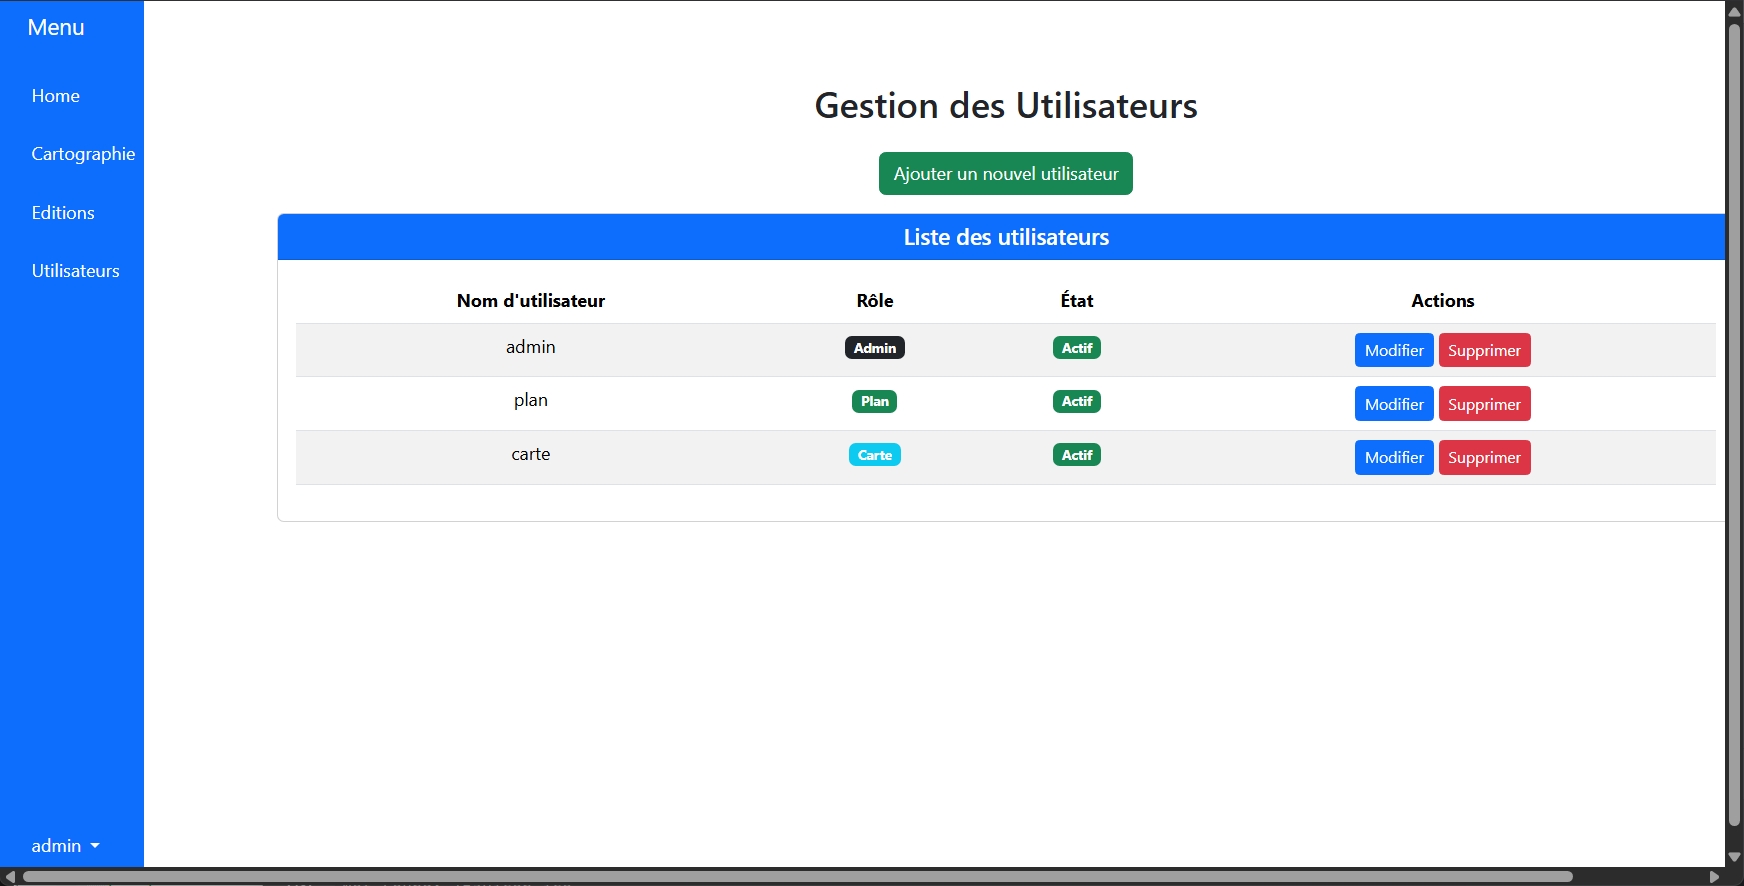 Menu
Home
Cartographie
Editions
Utilisateurs
admin
Gestion des Utilisateurs
Ajouter un nouvel utilisateur
Liste des utilisateurs
Nom d'utilisateur Rôle État Actions
admin Admin Actif Modifier Supprimer
plan Plan Actif Modifier Supprimer
carte Carte Actif Modifier Supprimer